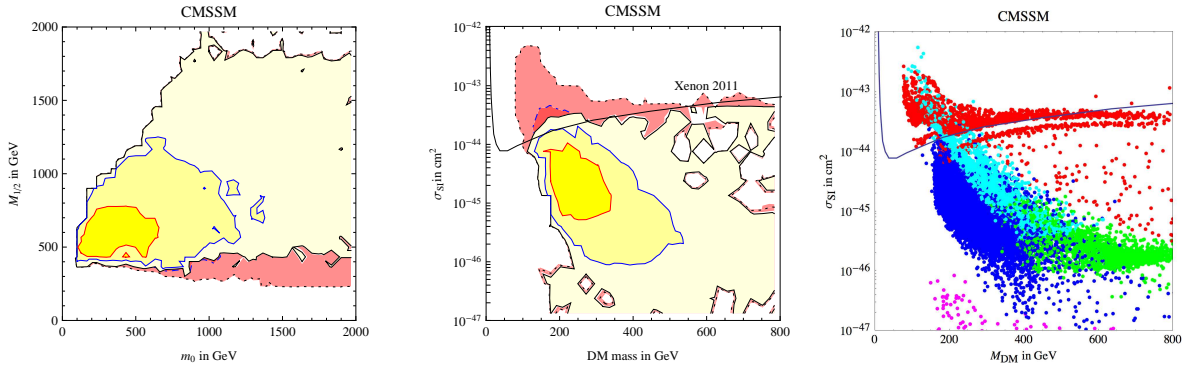 CMSSM
2000
1500
1000
500
0
0 500 1000 1500 2000
M1/2 in GeV
m0 in GeV
CMSSM
10−42
10−43
10−44
10−45
10−46
10−47
0 200 400 600 800
σSI in cm2
DM mass in GeV
Xenon 2011
CMSSM
10−42
10−43
10−44
10−45
10−46
10−47
0 200 400 600 800
σSI in cm2
MDM in GeV